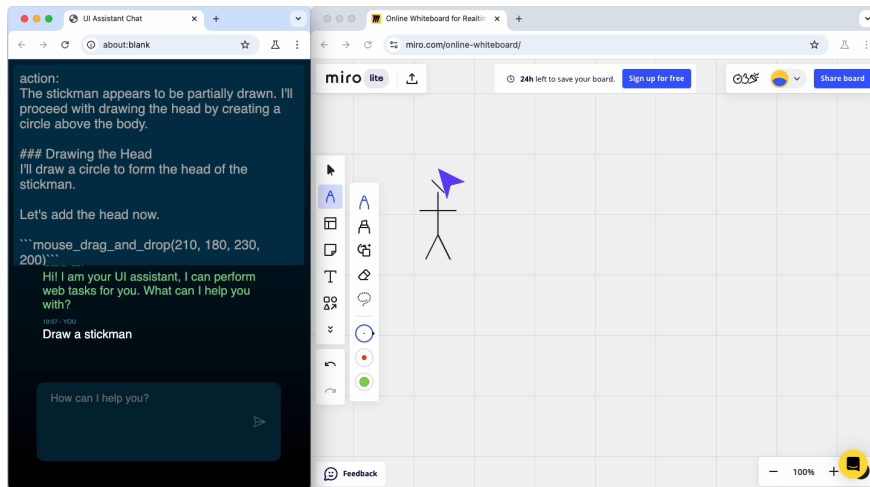 UI Assistant Chat
about:blank
action:
The stickman appears to be partially drawn. I'll
proceed with drawing the head by creating a
circle above the body.
### Drawing the Head
I'll draw a circle to form the head of the
stickman.
Let's add the head now.
```mouse_drag_and_drop(210, 180, 230,
200)```
Hi! I am your UI assistant, I can perform
web tasks for you. What can I help you
with?
19:07 - YOU
Draw a stickman
How can I help you?
Online Whiteboard for Realtim
miro.com/online-whiteboard/
miro lite
24h left to save your board.
Sign up for free
Share board
Feedback
− 100% +